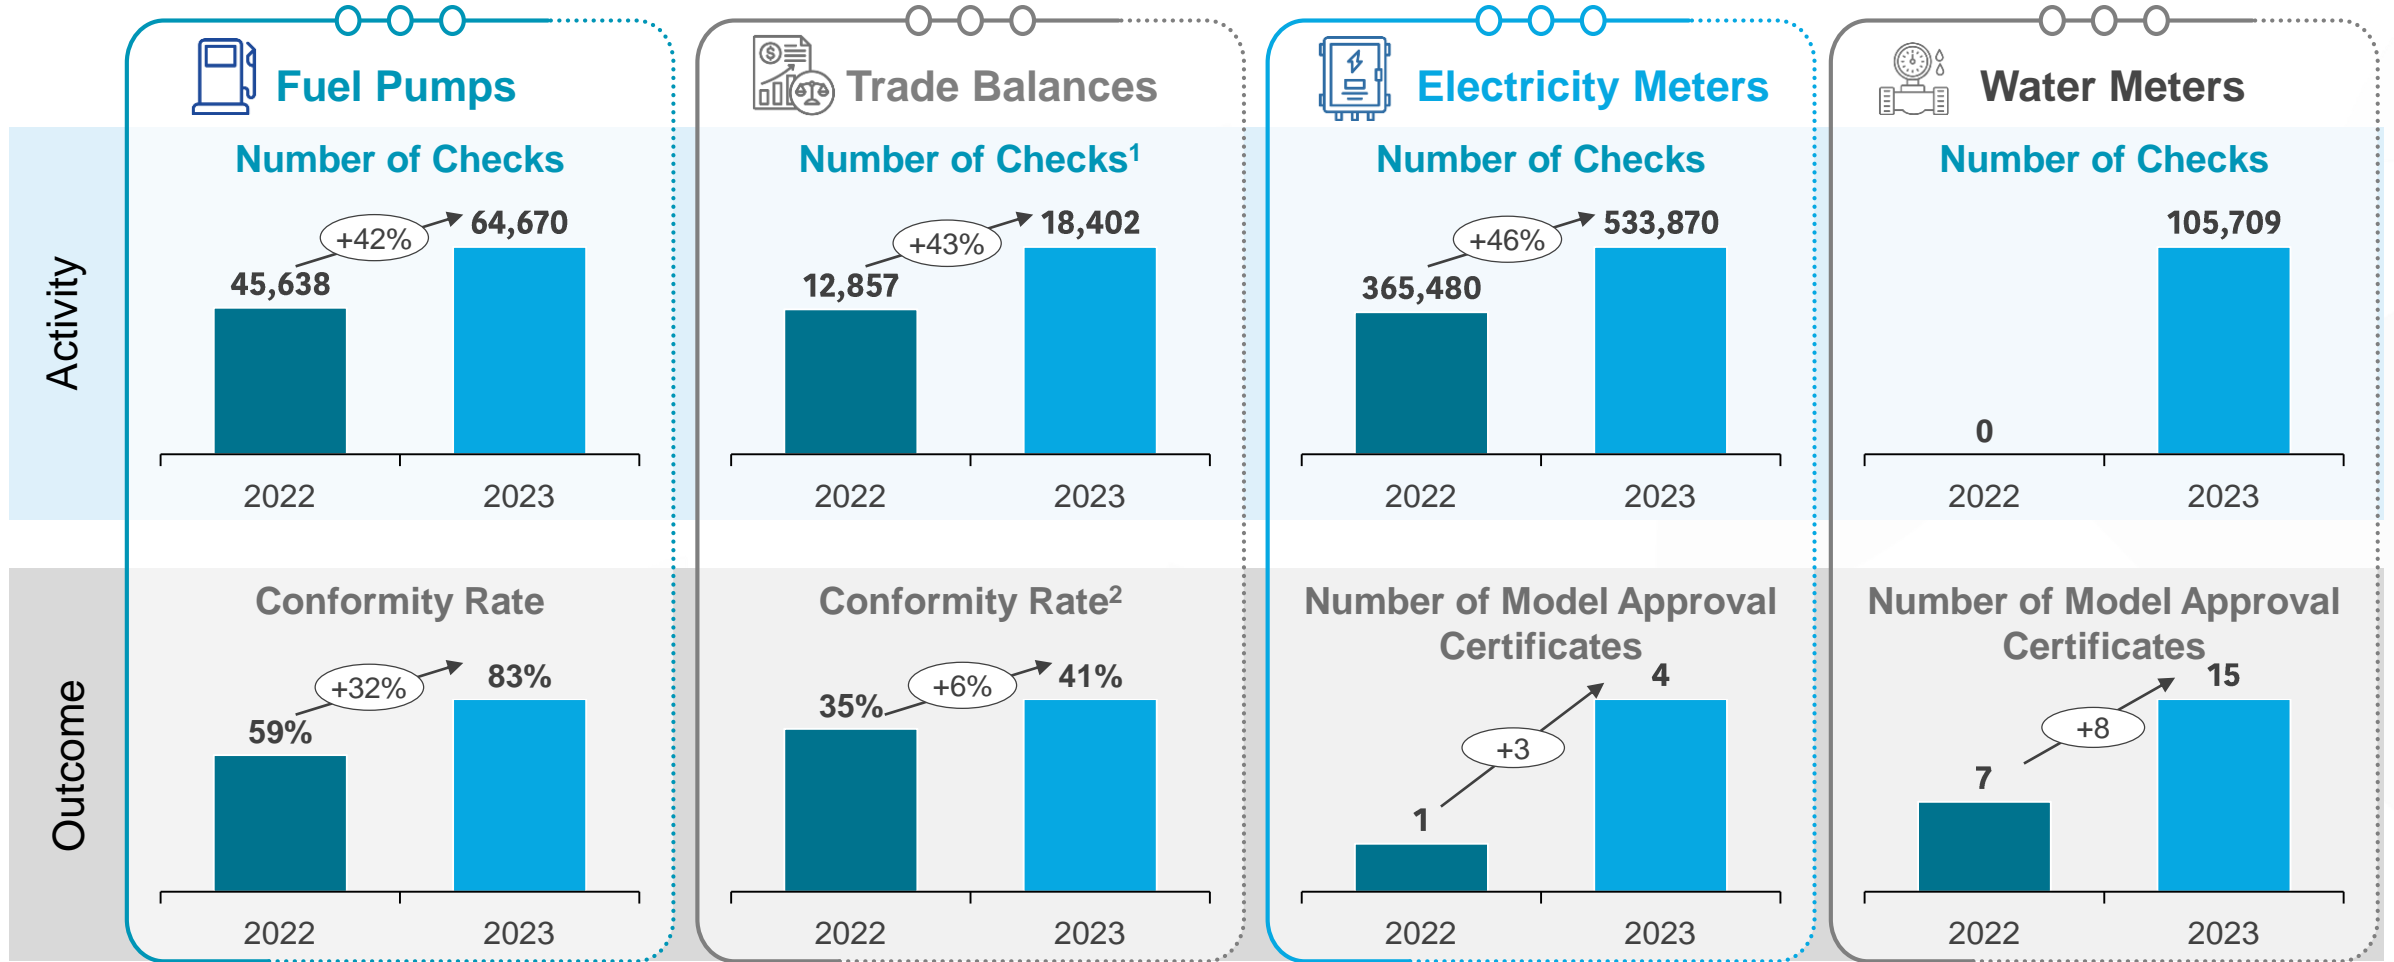 Fuel Pumps
Trade Balances
Electricity Meters
Water Meters
Activity
Number of Checks
+42%
64,670
45,638
2022
2023
Number of Checks¹
+43%
18,402
12,857
2022
2023
Number of Checks
+46%
533,870
365,480
2022
2023
Number of Checks
105,709
0
2022
2023
Outcome
Conformity Rate
+32%
83%
59%
2022
2023
Conformity Rate²
+6%
41%
35%
2022
2023
Number of Model Approval
Certificates
4
+3
1
2022
2023
Number of Model Approval
Certificates
15
+8
7
2022
2023